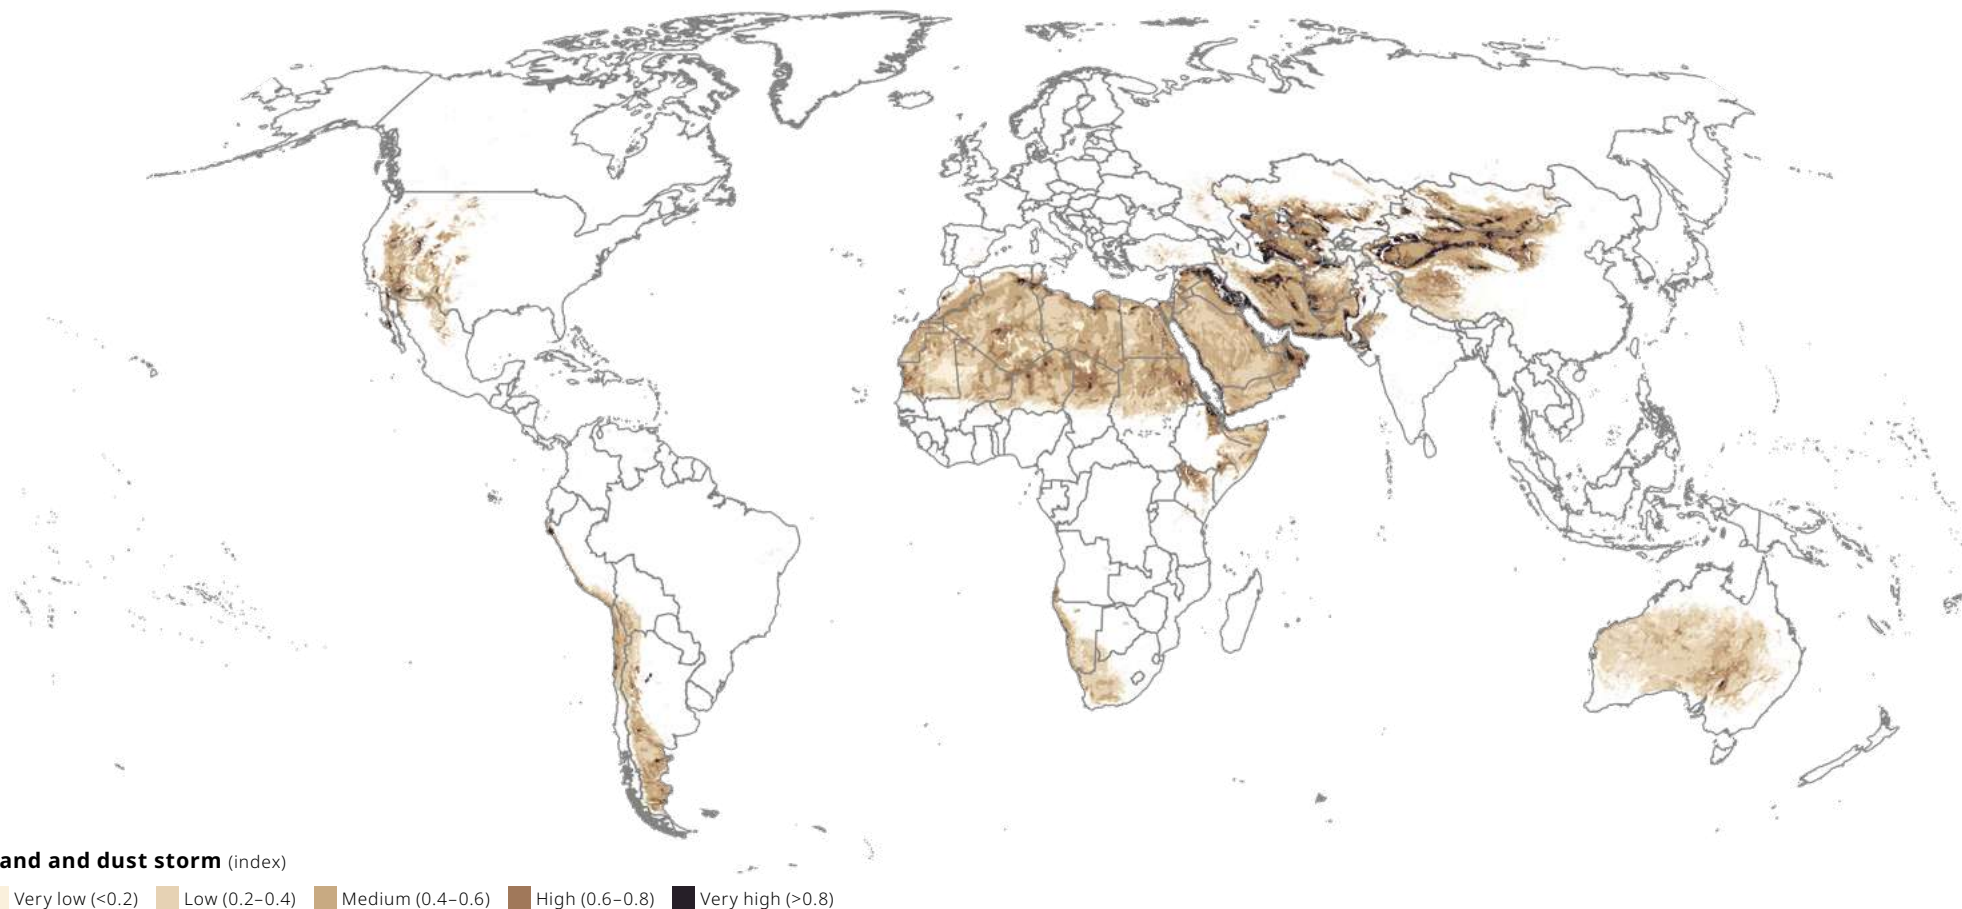 and and dust storm (index)
Very low (<0.2) Low (0.2–0.4) Medium (0.4–0.6) High (0.6–0.8) Very high (>0.8)